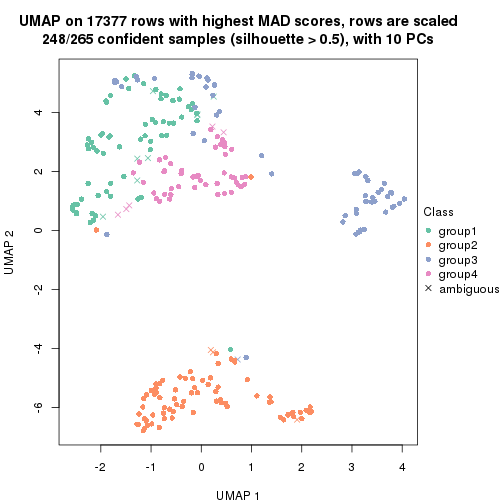 UMAP on 17377 rows with highest MAD scores, rows are scaled
248/265 confident samples (silhouette > 0.5), with 10 PCs
4
2
0
-2
-4
-6
UMAP 2
-2
-1
0
1
2
3
4
UMAP 1
Class
group1
group2
group3
group4
ambiguous